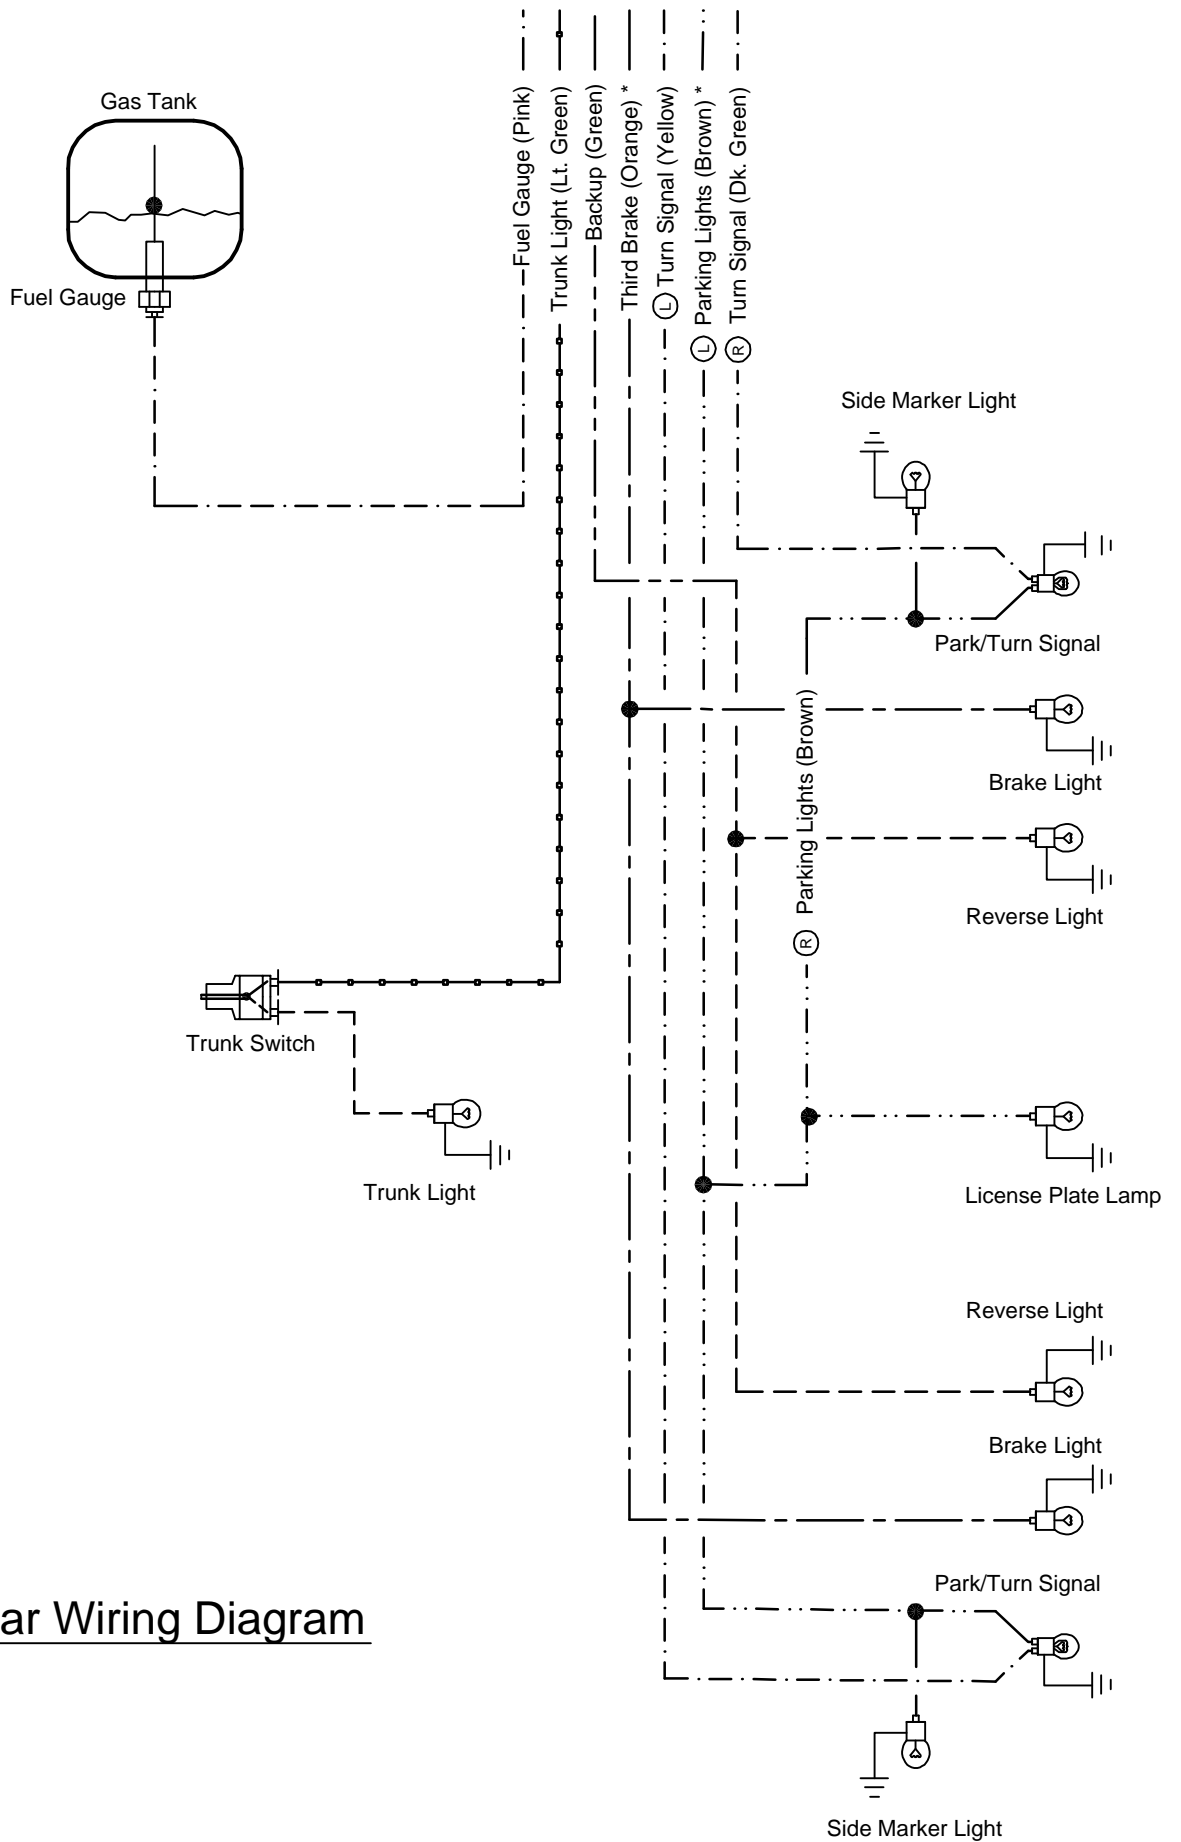 Gas Tank
Fuel Gauge
Fuel Gauge (Pink)
Trunk Light (Lt. Green)
Backup (Green)
Third Brake (Orange) *
L Turn Signal (Yellow)
L Parking Lights (Brown) *
R Turn Signal (Dk. Green)
Side Marker Light
Park/Turn Signal
R Parking Lights (Brown)
Brake Light
Reverse Light
Trunk Switch
Trunk Light
License Plate Lamp
Reverse Light
Brake Light
Park/Turn Signal
ar Wiring Diagram
Side Marker Light